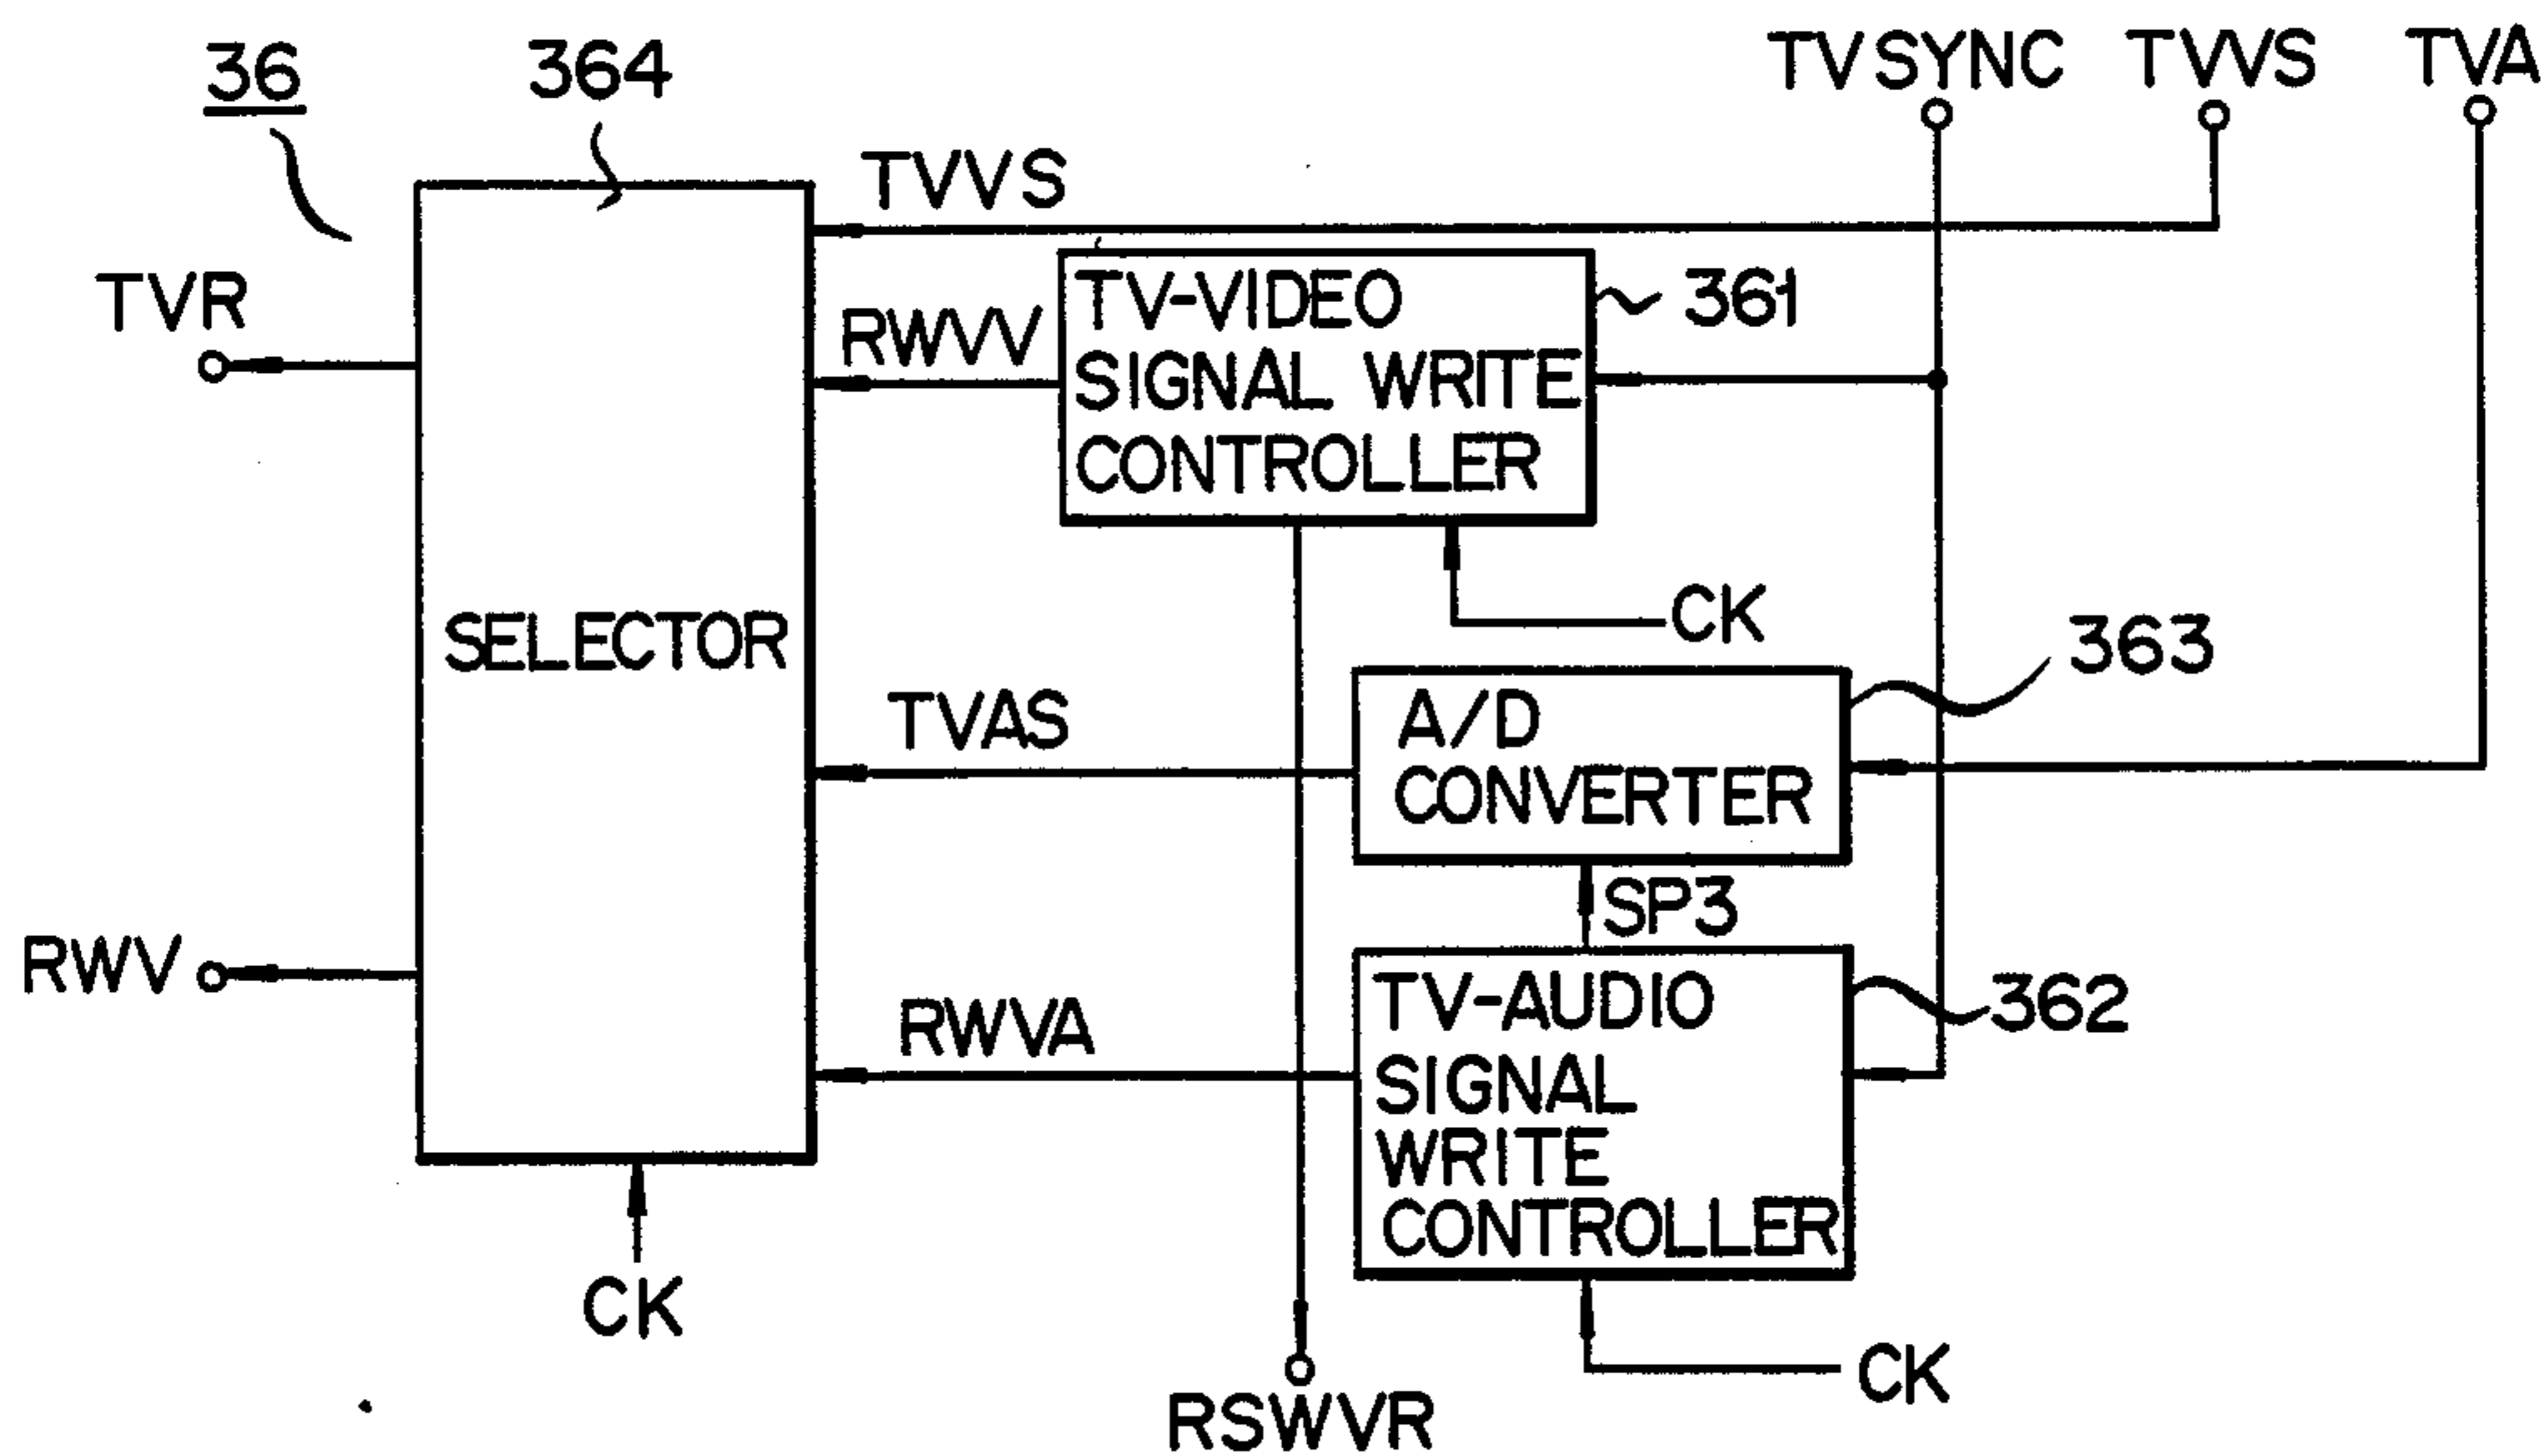 36
364
TVSYNC
TVVS
TVA
TVVS
TVR
RWVV
TV-VIDEO
SIGNAL WRITE
CONTROLLER
361
CK
SELECTOR
363
TVAS
A/D
CONVERTER
SP3
RWV
RWVA
TV-AUDIO
SIGNAL
WRITE
CONTROLLER
362
CK
CK
RSWVR